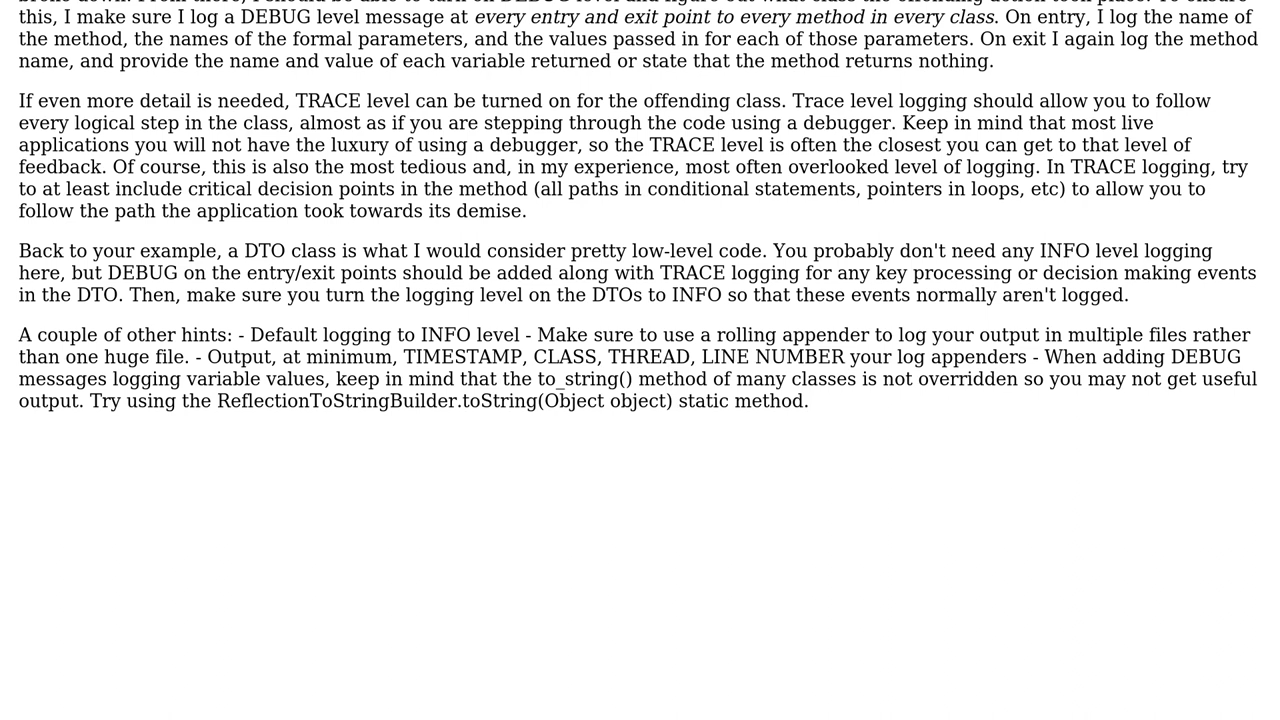 this, I make sure I log a DEBUG level message at every entry and exit point to every method in every class. On entry, I log the name of
the method, the names of the formal parameters, and the values passed in for each of those parameters. On exit I again log the method
name, and provide the name and value of each variable returned or state that the method returns nothing.
If even more detail is needed, TRACE level can be turned on for the offending class. Trace level logging should allow you to follow
every logical step in the class, almost as if you are stepping through the code using a debugger. Keep in mind that most live
applications you will not have the luxury of using a debugger, so the TRACE level is often the closest you can get to that level of
feedback. Of course, this is also the most tedious and, in my experience, most often overlooked level of logging. In TRACE logging, try
to at least include critical decision points in the method (all paths in conditional statements, pointers in loops, etc) to allow you to
follow the path the application took towards its demise.
Back to your example, a DTO class is what I would consider pretty low-level code. You probably don't need any INFO level logging
here, but DEBUG on the entry/exit points should be added along with TRACE logging for any key processing or decision making events
in the DTO. Then, make sure you turn the logging level on the DTOs to INFO so that these events normally aren't logged.
A couple of other hints: - Default logging to INFO level - Make sure to use a rolling appender to log your output in multiple files rather
than one huge file. - Output, at minimum, TIMESTAMP, CLASS, THREAD, LINE NUMBER your log appenders - When adding DEBUG
messages logging variable values, keep in mind that the to_string() method of many classes is not overridden so you may not get useful
output. Try using the ReflectionToStringBuilder.toString(Object object) static method.